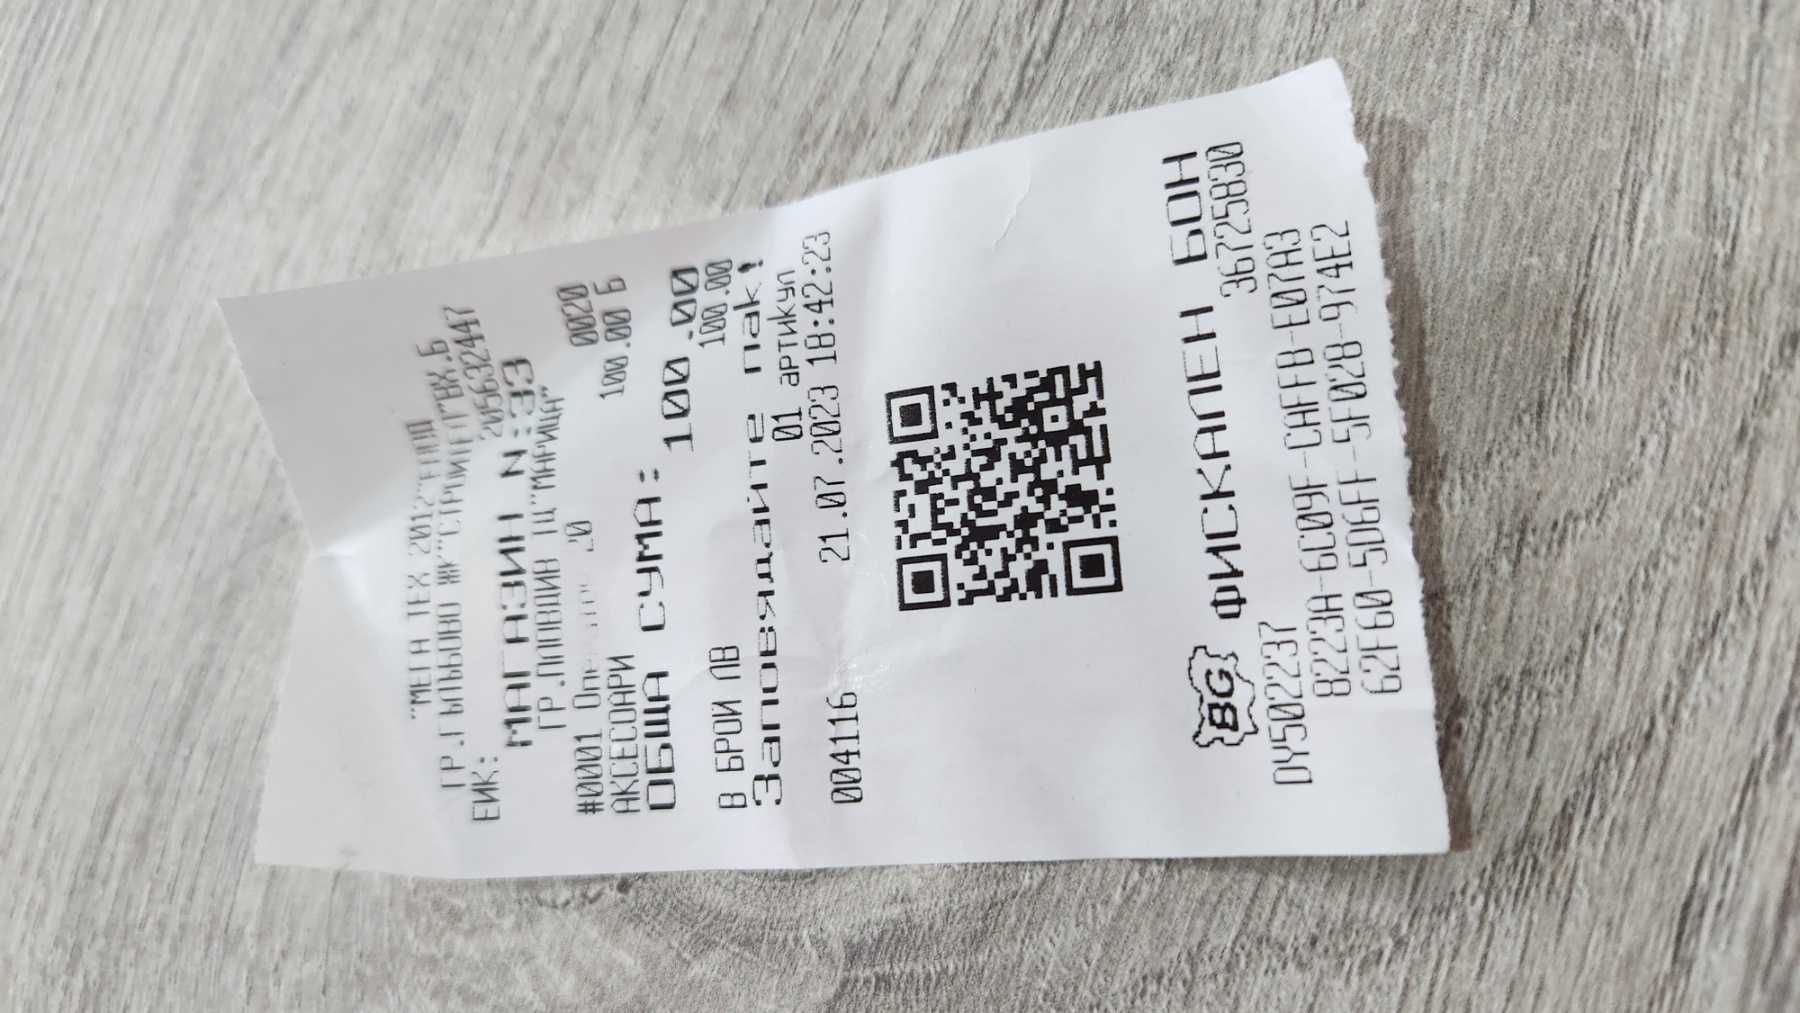 "МЕГА ТЕХ 2012"ЕООД
ГР.ГЪЛЪБОВО ЖК"СТРОИТЕЛ"ВХ.Б
ЕИК: 205632447
МАГАЗИН N:33
ГР.ПЛОВДИВ ТЦ"МАРИЦА"
#0001 Оператор 20 0020
АКСЕСОАРИ 100.00 Б
ОБЩА СУМА: 100.00
В БРОЙ ЛВ 100.00
Заповядайте пак!
01 артикул
004116 21.07.2023 18:42:23
BG ФИСКАЛЕН БОН
DY502237 36725830
8223A-6C09F-CAFFB-E07A3
62F60-5D6FF-5F028-974E2